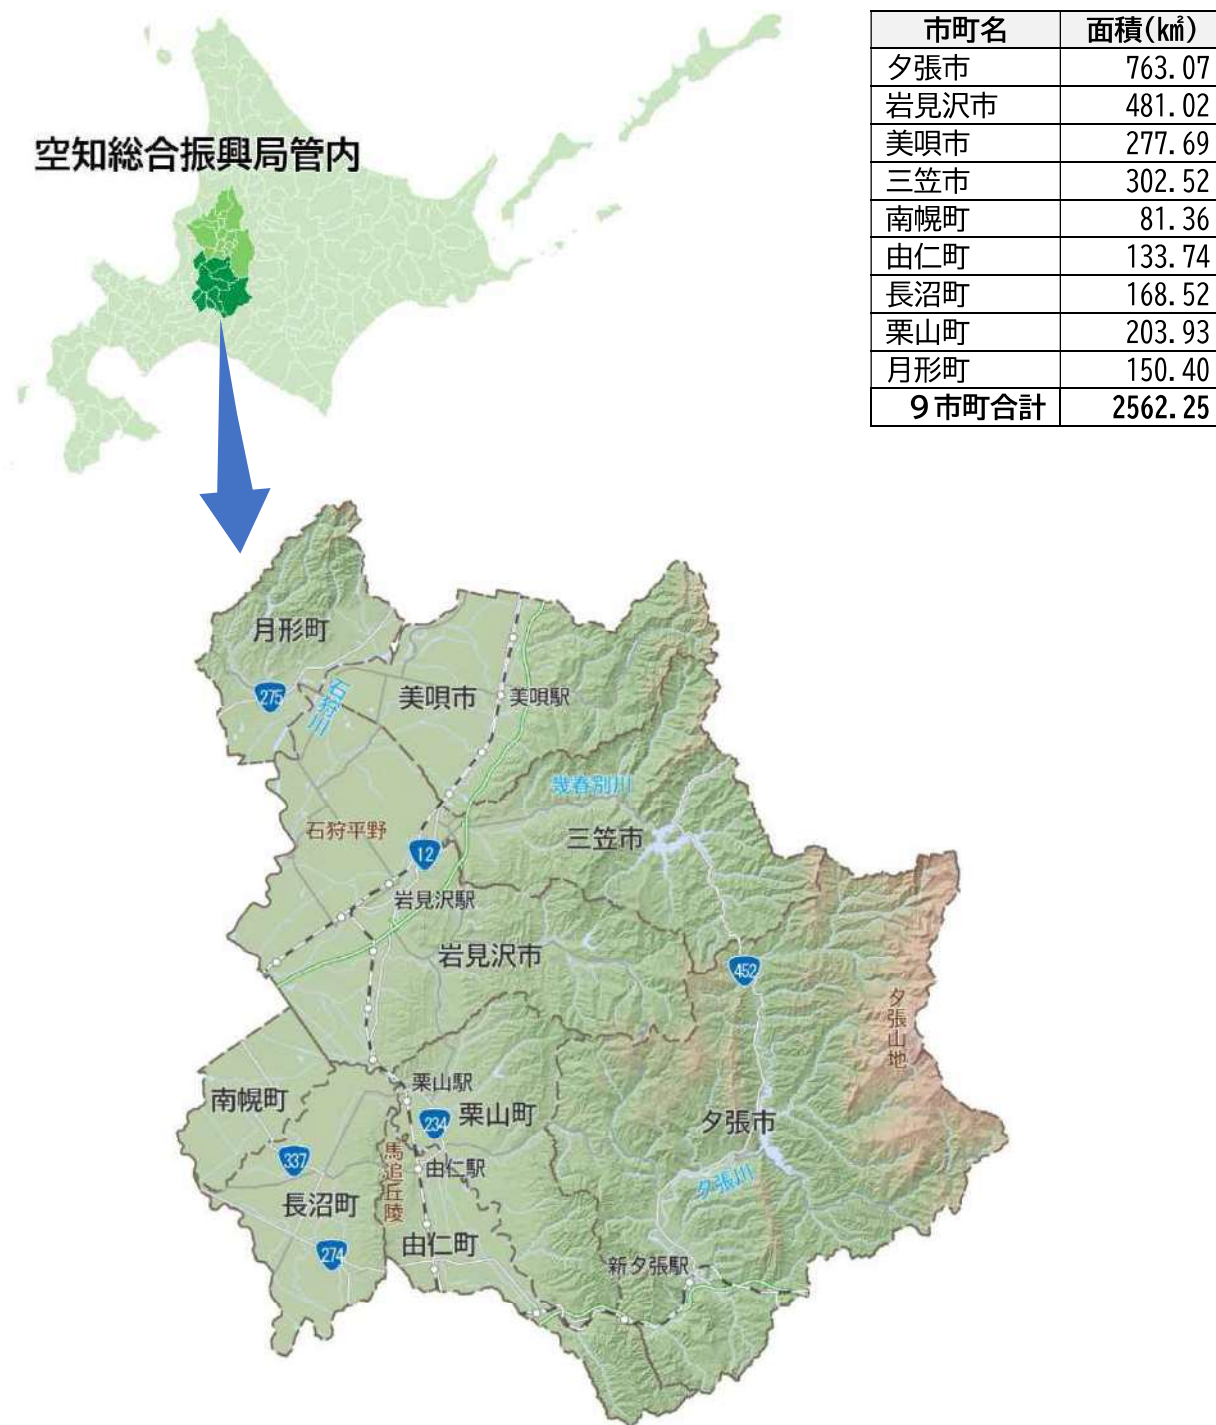 空知総合振興局管内
市町名 面積(㎢)
夕張市 763.07
岩見沢市 481.02
美唄市 277.69
三笠市 302.52
南幌町 81.36
由仁町 133.74
長沼町 168.52
栗山町 203.93
月形町 150.40
9市町合計 2562.25
月形町
275
石狩川
美唄市
美唄駅
幾春別川
石狩平野
三笠市
12
岩見沢駅
岩見沢市
452
夕張山地
南幌町
栗山駅
栗山町
234
夕張市
337
馬追丘陵
由仁駅
夕張川
長沼町
由仁町
274
新夕張駅